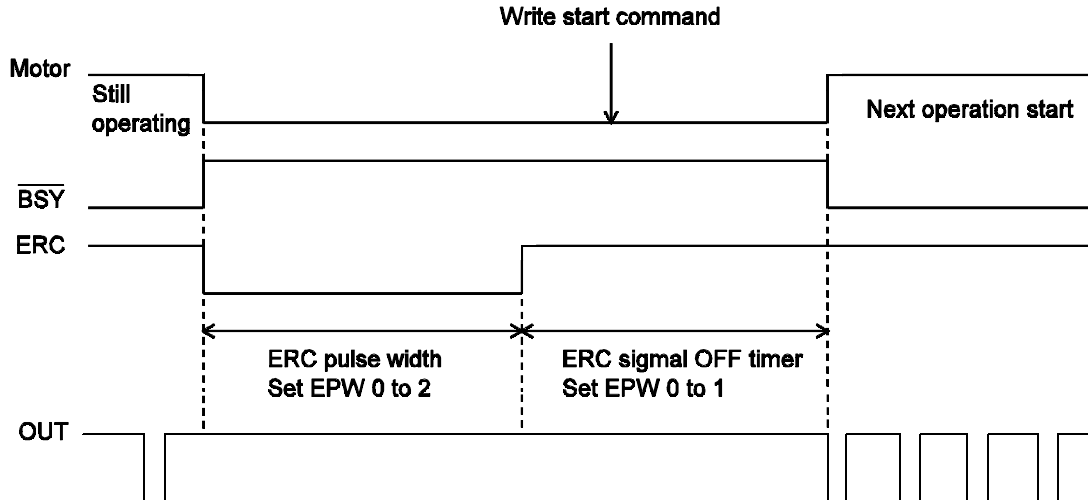 Write start command
Motor
Still
operating
Next operation start
BSY
ERC
ERC pulse width
Set EPW 0 to 2
ERC sigmal OFF timer
Set EPW 0 to 1
OUT